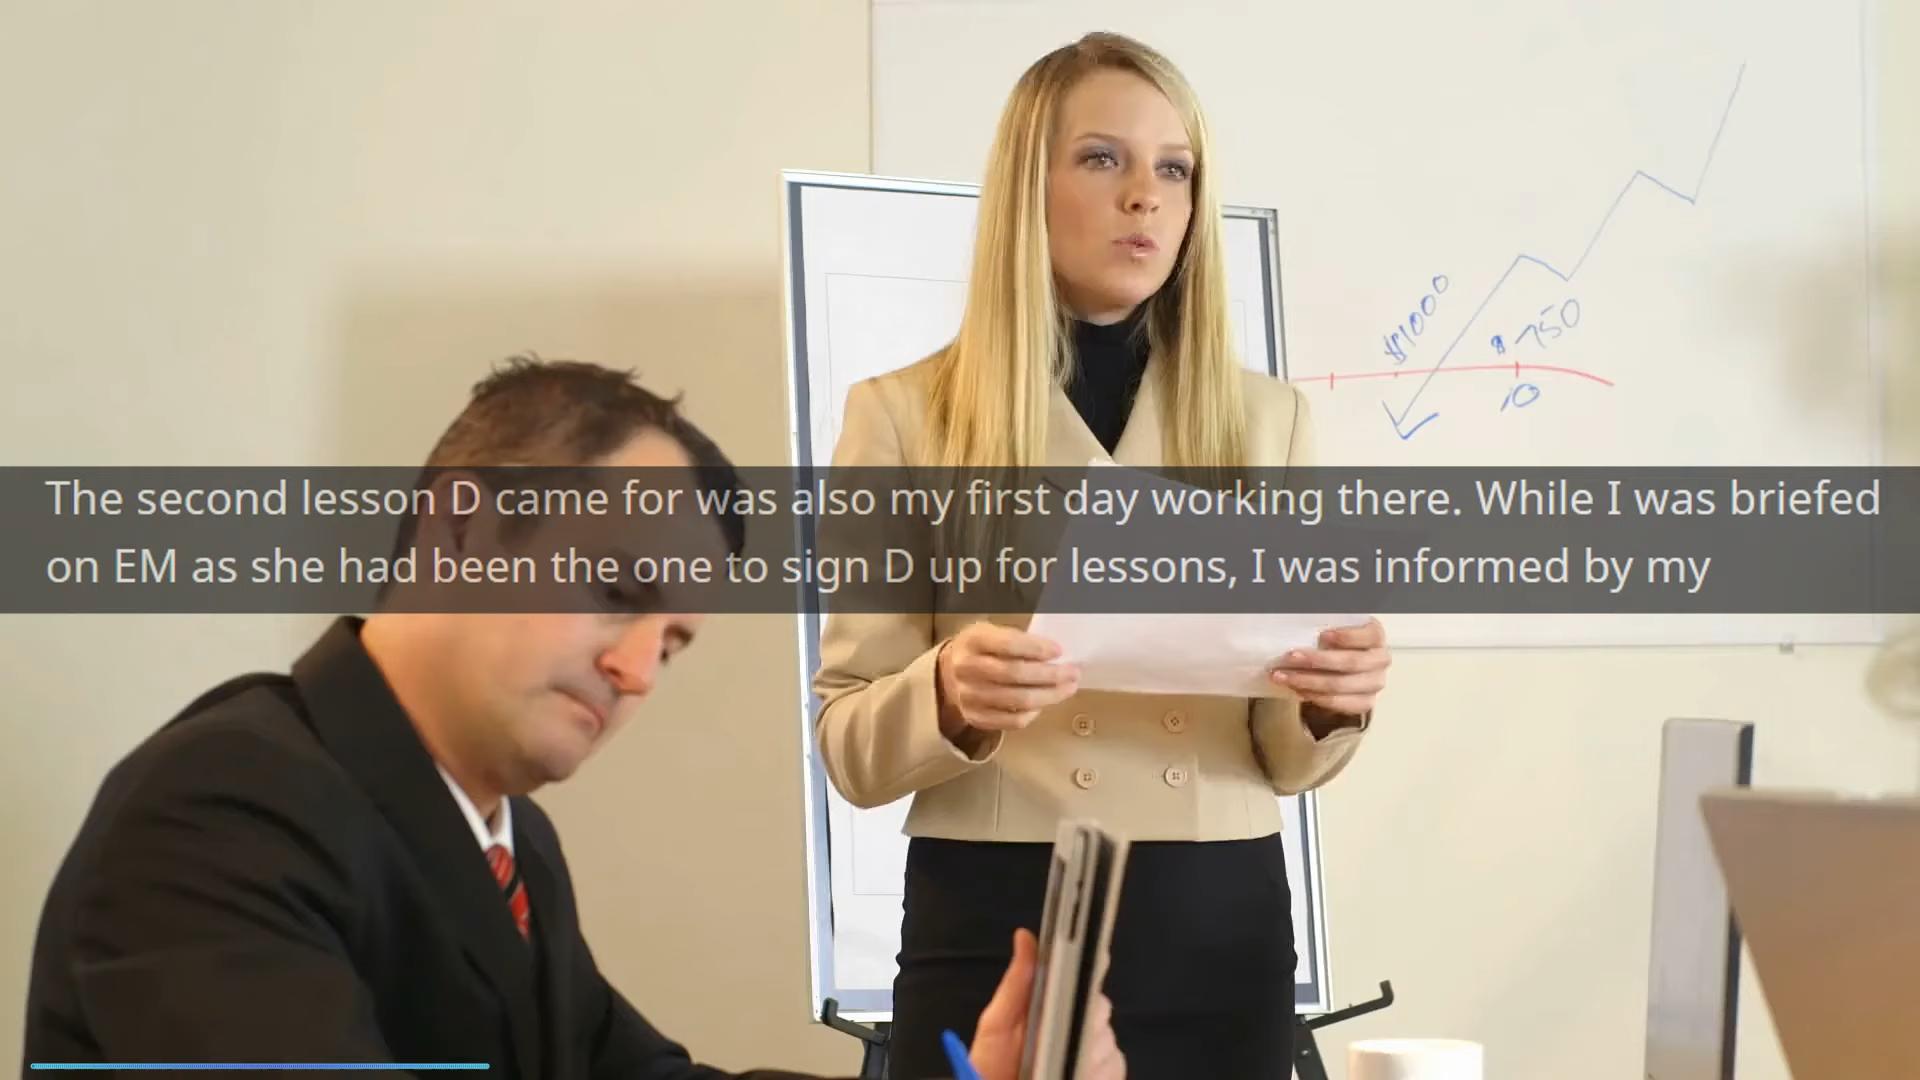 $1000
$750
10
The second lesson D came for was also my first day working there. While I was briefed
on EM as she had been the one to sign D up for lessons, I was informed by my